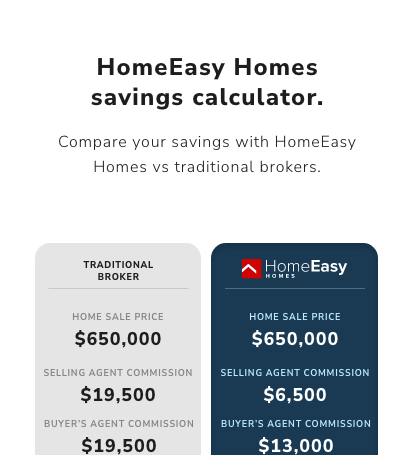 HomeEasy Homes
savings calculator.
Compare your savings with HomeEasy
Homes vs traditional brokers.
TRADITIONAL
BROKER
HOME SALE PRICE
$650,000
SELLING AGENT COMMISSION
$19,500
BUYER'S AGENT COMMISSION
$19,500
HomeEasy
HOMES
HOME SALE PRICE
$650,000
SELLING AGENT COMMISSION
$6,500
BUYER'S AGENT COMMISSION
$13,000